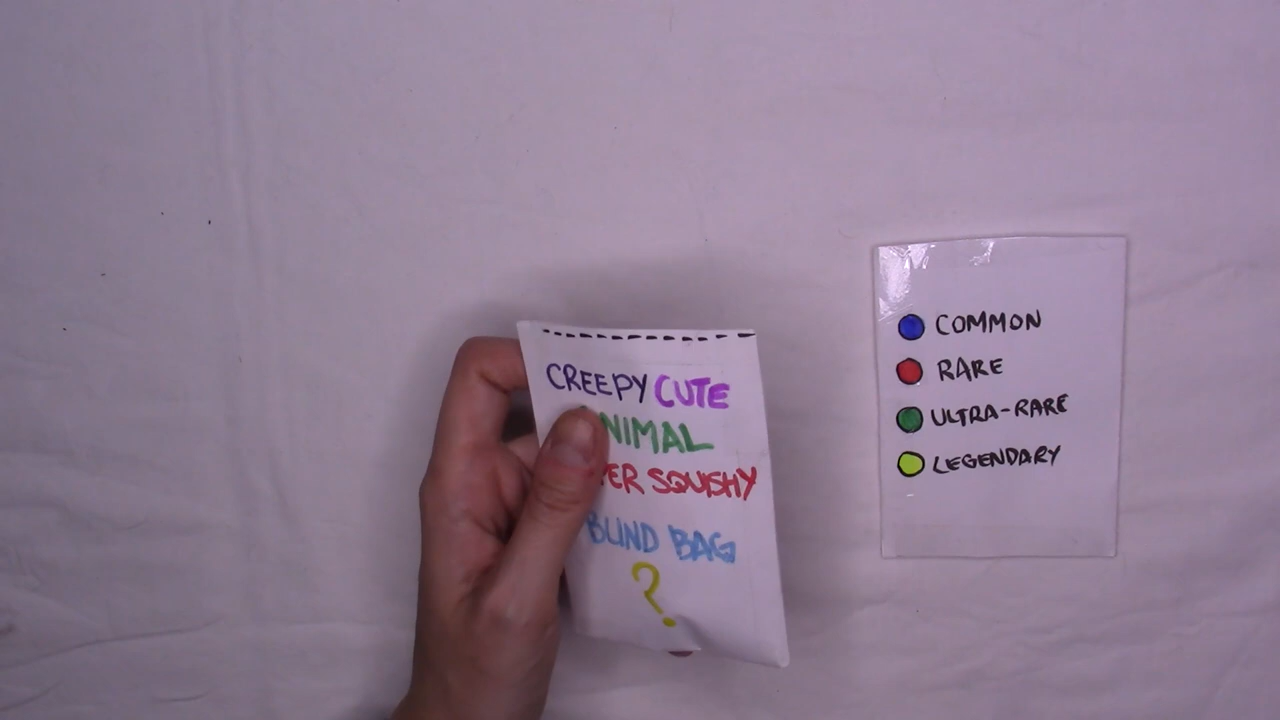 CREEPY CUTE
NIMAL
ER SQUISHY
BLIND BAG
?
COMMON
RARE
ULTRA-RARE
LEGENDARY